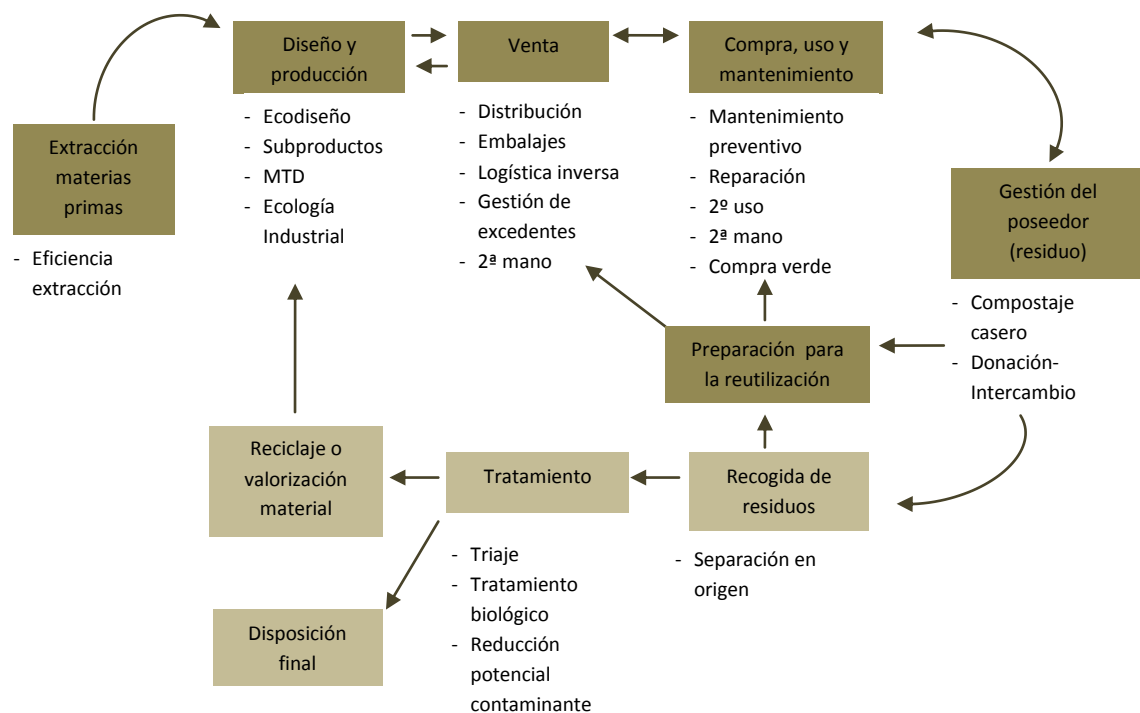 Diseño y
producción
Venta
Compra, uso y
mantenimiento
Extracción
materias
primas
- Eficiencia
extracción
- Ecodiseño
- Subproductos
- MTD
- Ecología
Industrial
- Distribución
- Embalajes
- Logística inversa
- Gestión de
excedentes
- 2ª mano
- Mantenimiento
preventivo
- Reparación
- 2º uso
- 2ª mano
- Compra verde
Gestión del
poseedor
(residuo)
- Compostaje
casero
- Donación-
Intercambio
Preparación para
la reutilización
Reciclaje o
valorización
material
Tratamiento
Recogida de
residuos
- Triaje
- Tratamiento
biológico
- Reducción
potencial
contaminante
- Separación en
origen
Disposición
final